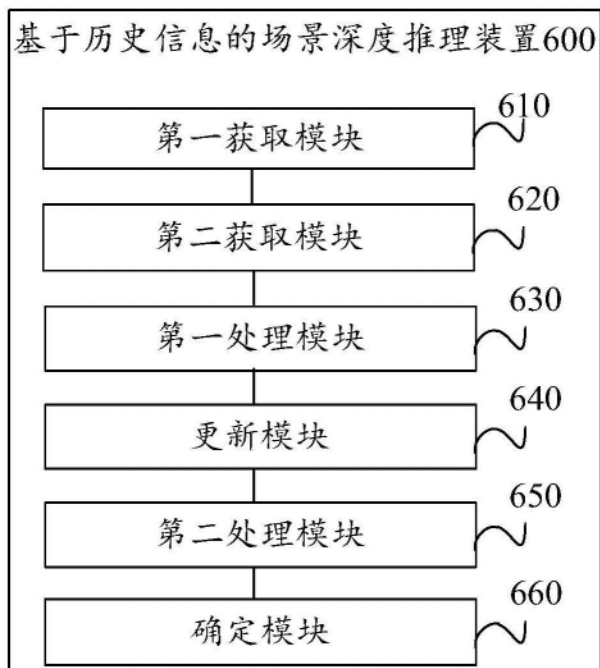 基于历史信息的场景深度推理装置600
610
第一获取模块
620
第二获取模块
630
第一处理模块
640
更新模块
650
第二处理模块
660
确定模块